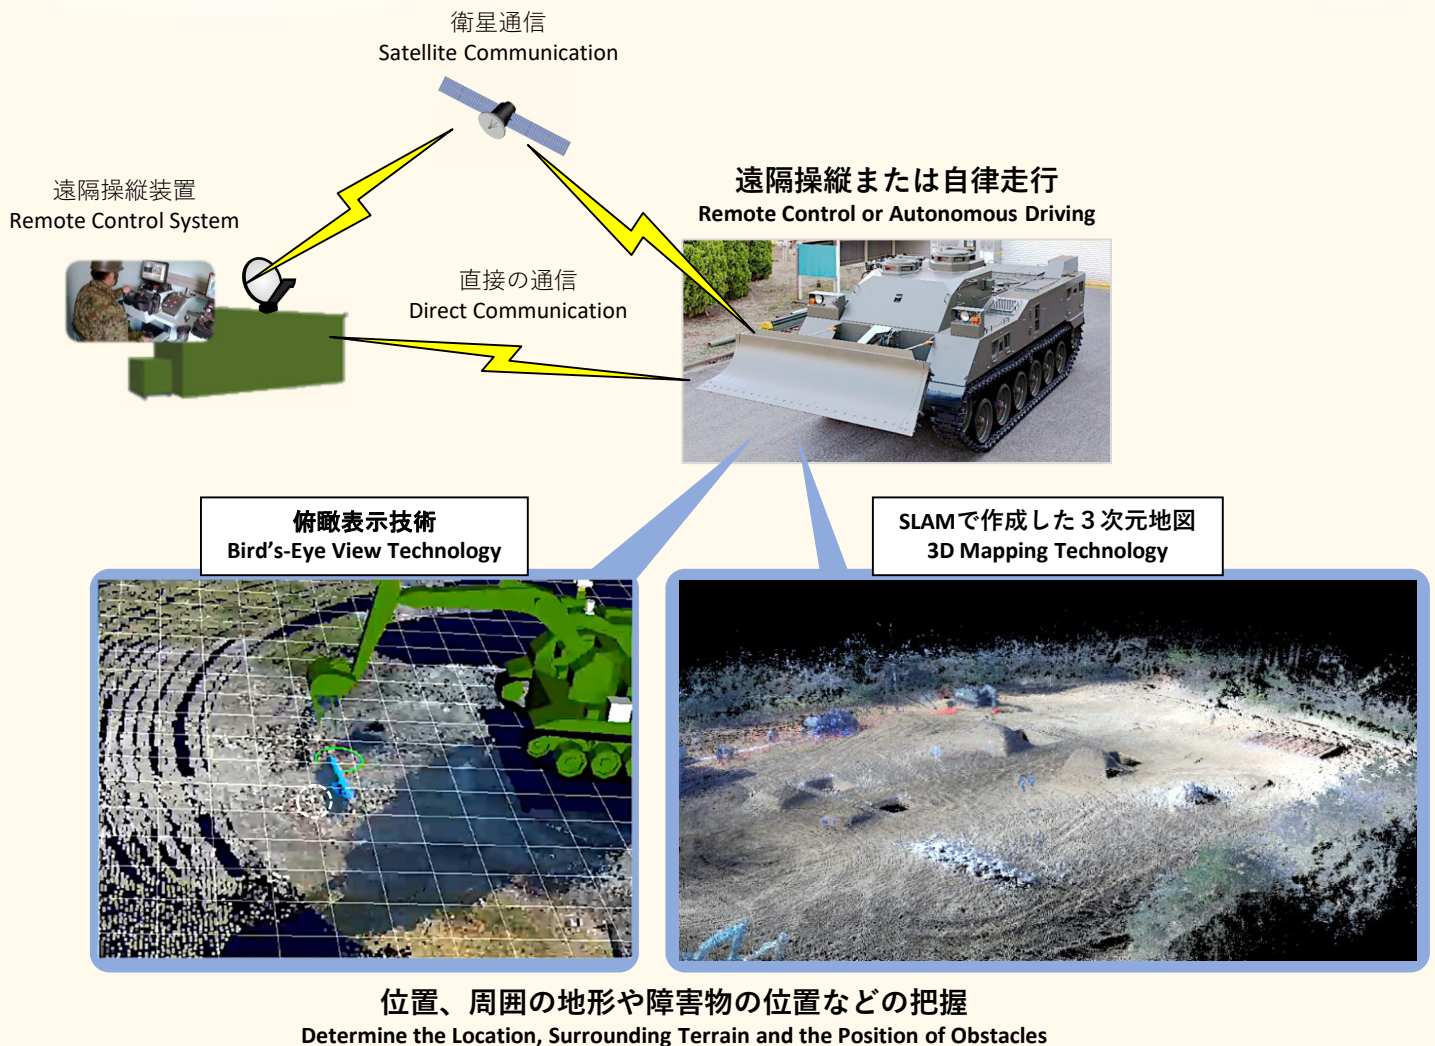 衛星通信
Satellite Communication
遠隔操縦装置
Remote Control System
遠隔操縦または自律走行
Remote Control or Autonomous Driving
直接の通信
Direct Communication
俯瞰表示技術
Bird's-Eye View Technology
SLAMで作成した３次元地図
3D Mapping Technology
位置、周囲の地形や障害物の位置などの把握
Determine the Location, Surrounding Terrain and the Position of Obstacles